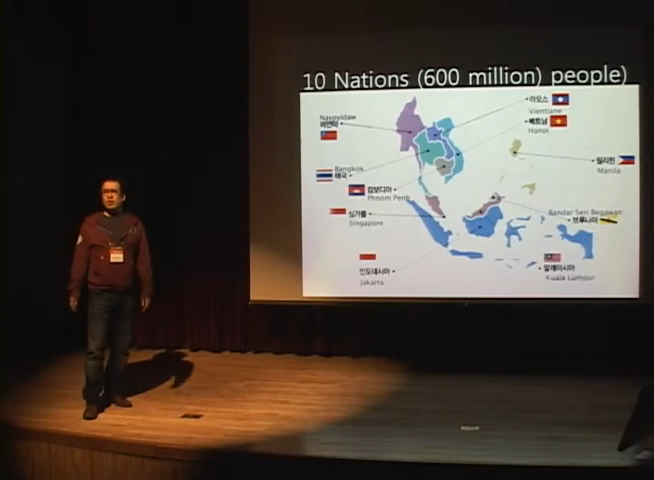 10 Nations (600 million) people)
라오스
Vientiane
Naypyidaw
미얀마
베트남
Hanoi
Bangkok
태국
필리핀
Manila
캄보디아
Phnom Penh
싱가폴
Singapore
Bandar Seri Begawan
브루나이
인도네시아
Jakarta
말레이시아
Kuala Lumpur